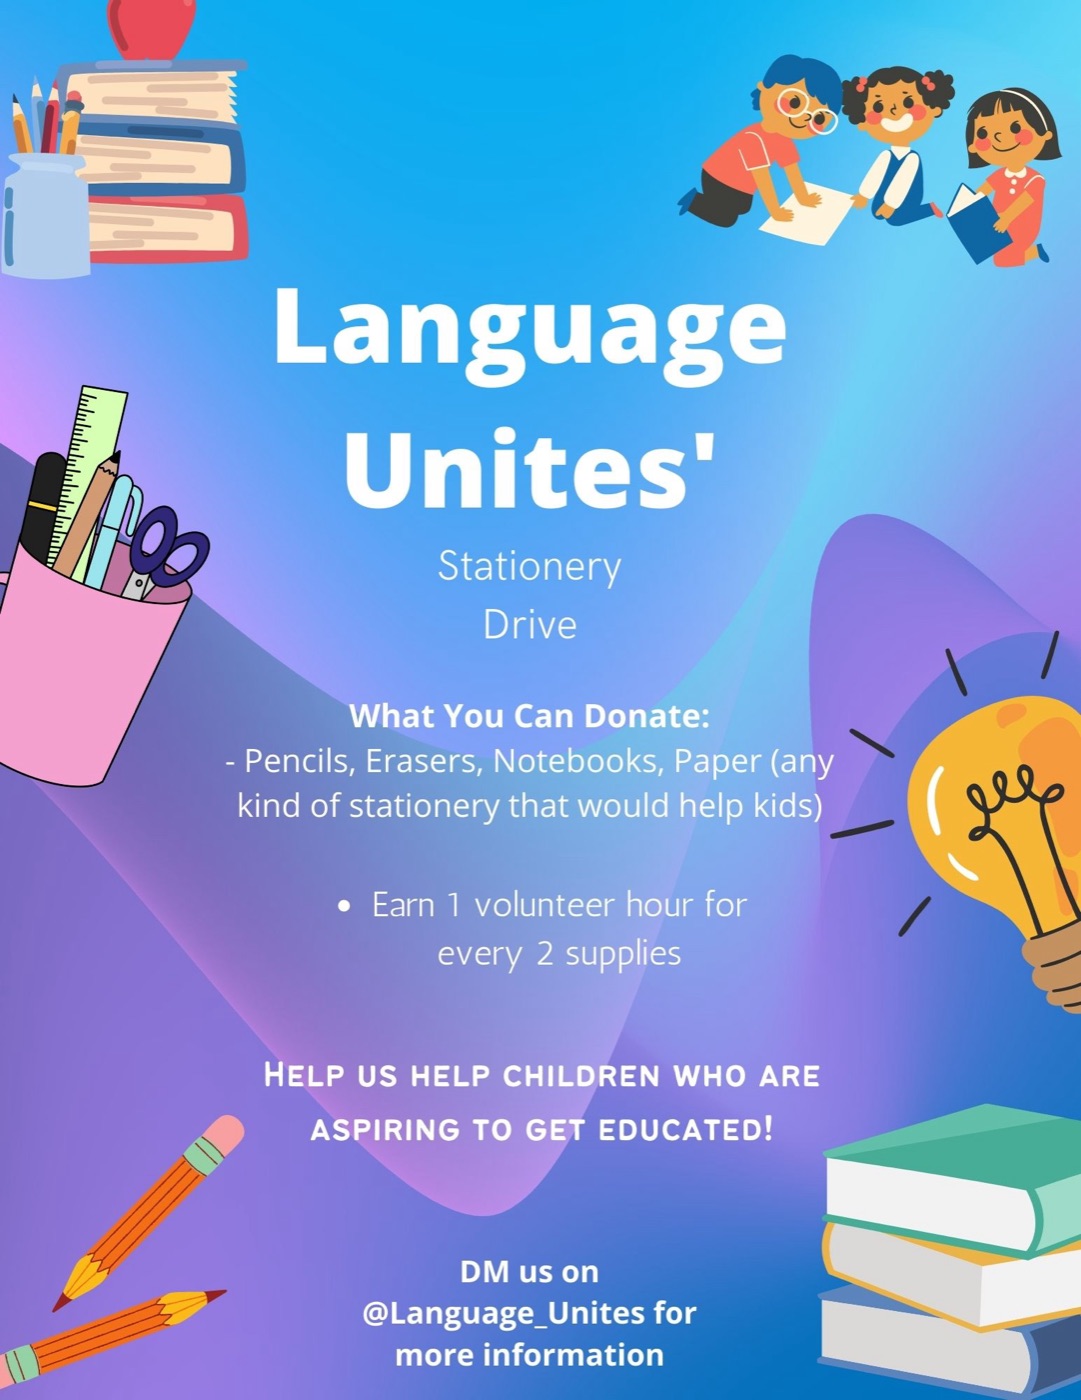 Language
Unites'
Stationery
Drive
What You Can Donate:
- Pencils, Erasers, Notebooks, Paper (any
kind of stationery that would help kids)
• Earn 1 volunteer hour for
every 2 supplies
Help us help children who are
aspiring to get educated!
DM us on
@Language_Unites for
more information